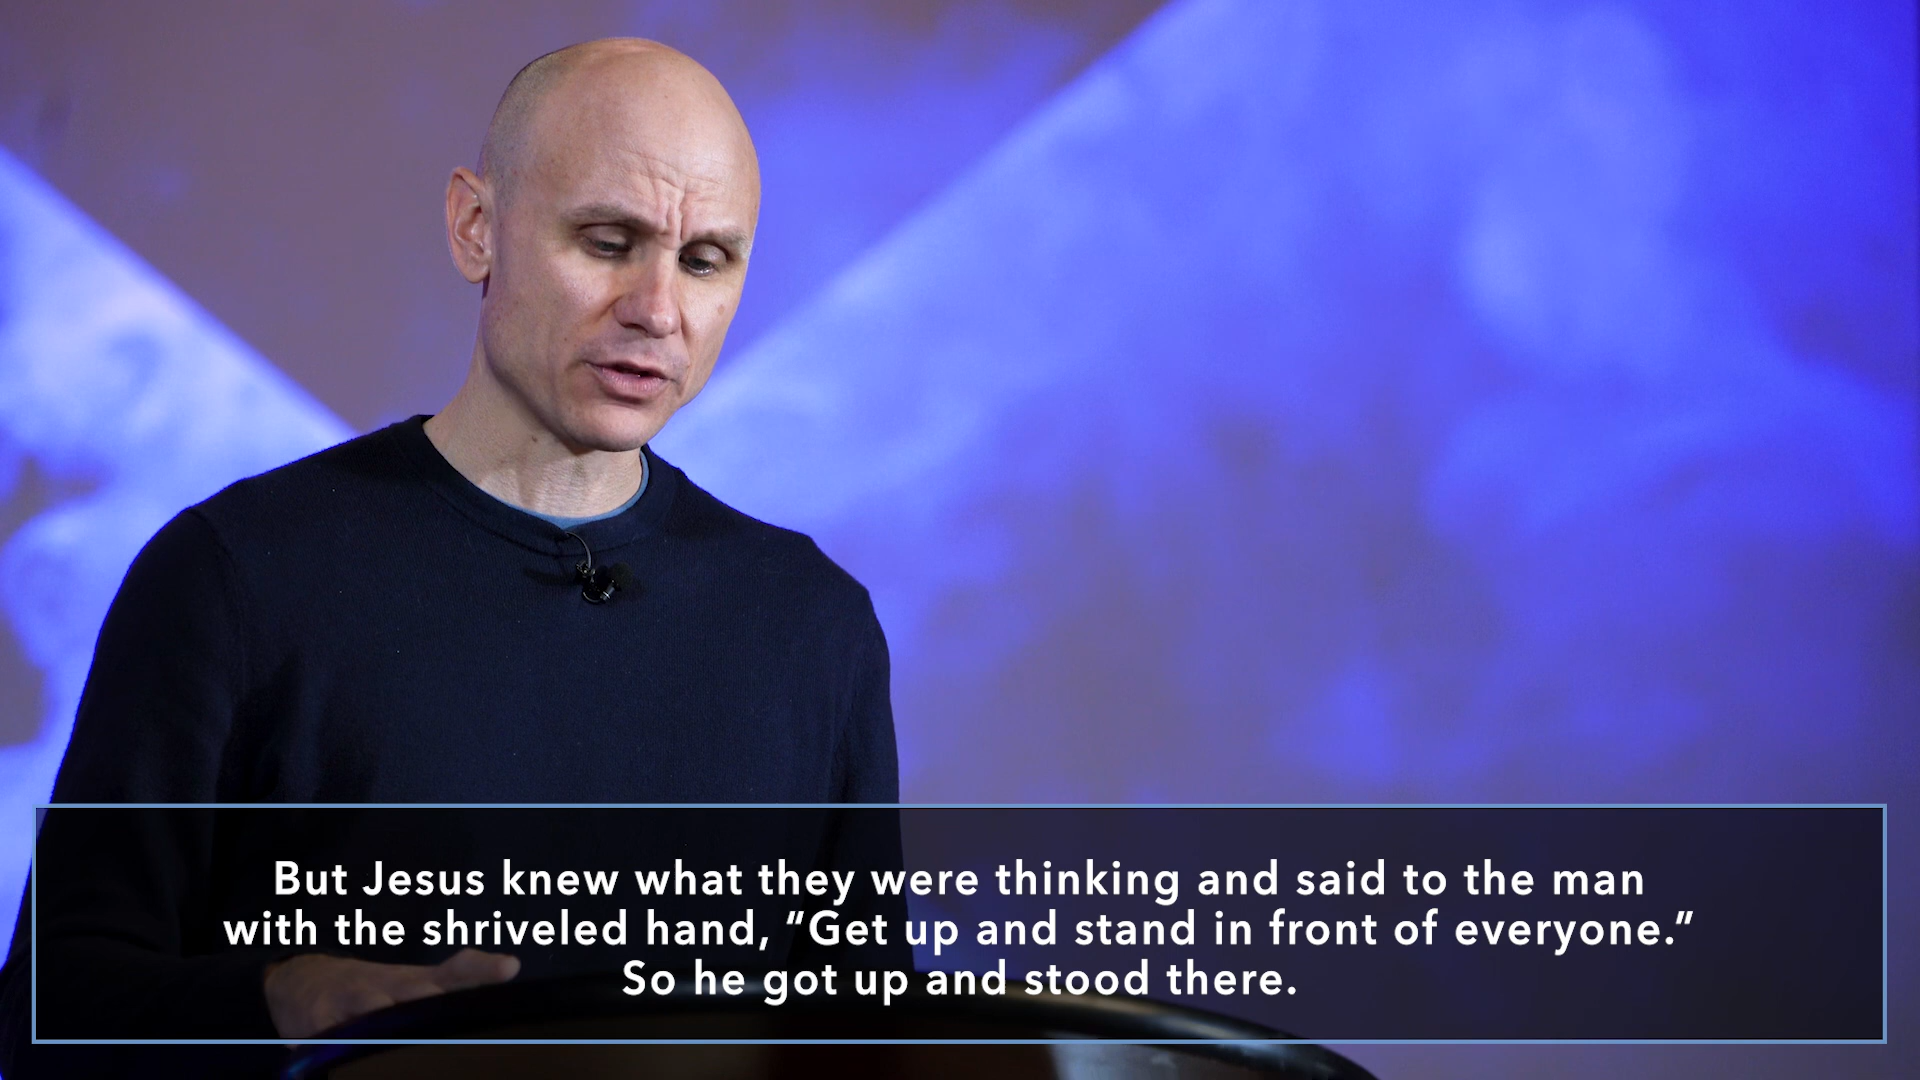 But Jesus knew what they were thinking and said to the man
with the shriveled hand, "Get up and stand in front of everyone."
So he got up and stood there.